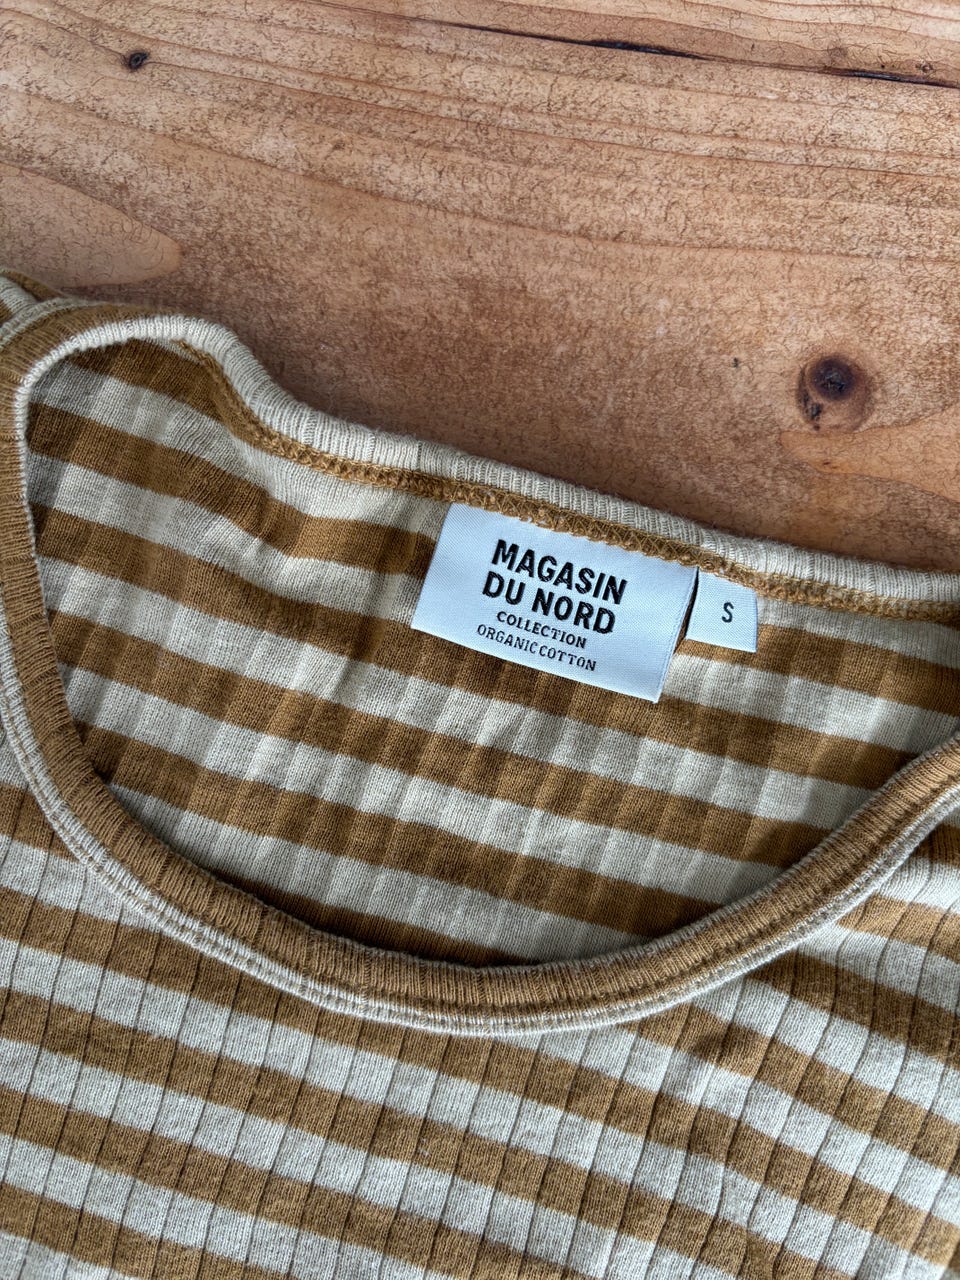 MAGASIN
DU NORD
COLLECTION
ORGANIC COTTON
S